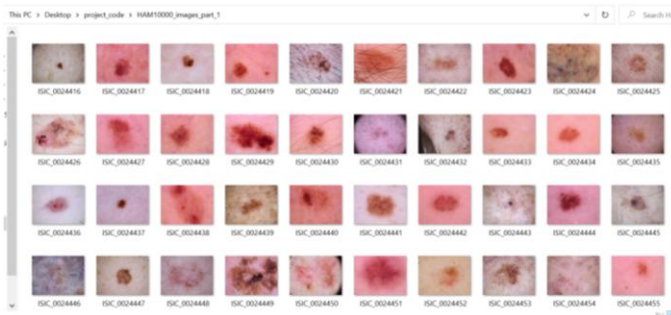 This PC > Desktop > project_code > HAM10000_images_part_1
Search H
ISIC_0024416 ISIC_0024417 ISIC_0024418 ISIC_0024419 ISIC_0024420 ISIC_0024421 ISIC_0024422 ISIC_0024423 ISIC_0024424 ISIC_0024425
ISIC_0024426 ISIC_0024427 ISIC_0024428 ISIC_0024429 ISIC_0024430 ISIC_0024431 ISIC_0024432 ISIC_0024433 ISIC_0024434 ISIC_0024435
ISIC_0024436 ISIC_0024437 ISIC_0024438 ISIC_0024439 ISIC_0024440 ISIC_0024441 ISIC_0024442 ISIC_0024443 ISIC_0024444 ISIC_0024445
ISIC_0024446 ISIC_0024447 ISIC_0024448 ISIC_0024449 ISIC_0024450 ISIC_0024451 ISIC_0024452 ISIC_0024453 ISIC_0024454 ISIC_0024455